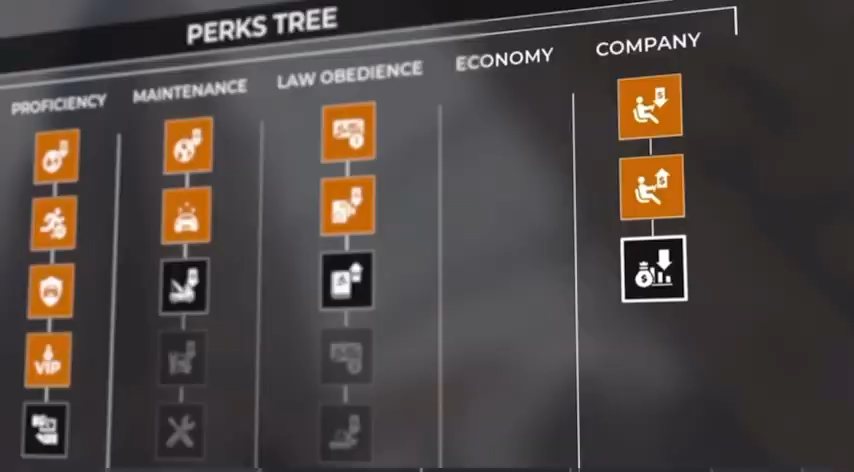 PERKS TREE
PROFICIENCY
MAINTENANCE
LAW OBEDIENCE
ECONOMY
COMPANY
VIP